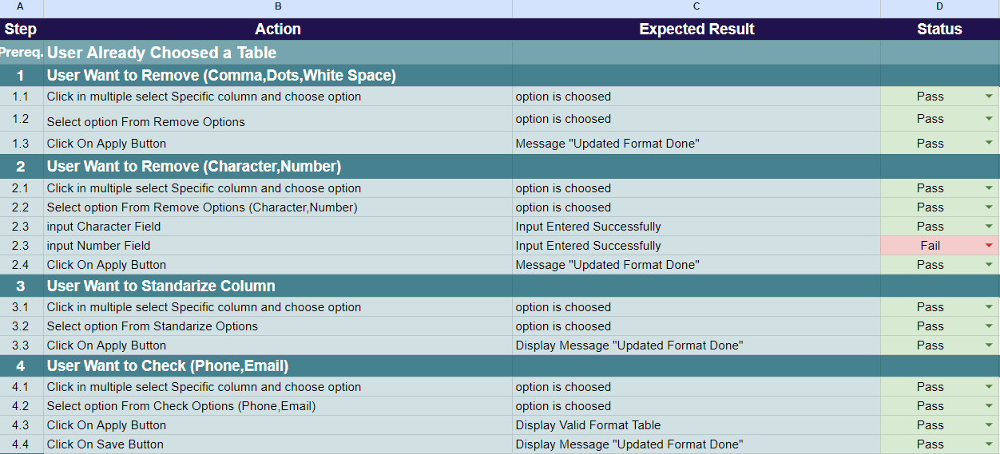 A B C D
Step Action Expected Result Status
Prereq. User Already Choosed a Table
1 User Want to Remove (Comma,Dots,White Space)
1.1 Click in multiple select Specific column and choose option option is choosed Pass
1.2 Select option From Remove Options option is choosed Pass
1.3 Click On Apply Button Message "Updated Format Done" Pass
2 User Want to Remove (Character,Number)
2.1 Click in multiple select Specific column and choose option option is choosed Pass
2.2 Select option From Remove Options (Character,Number) option is choosed Pass
2.3 input Character Field Input Entered Successfully Pass
2.3 input Number Field Input Entered Successfully Fail
2.4 Click On Apply Button Message "Updated Format Done" Pass
3 User Want to Standarize Column
3.1 Click in multiple select Specific column and choose option option is choosed Pass
3.2 Select option From Standarize Options option is choosed Pass
3.3 Click On Apply Button Display Message "Updated Format Done" Pass
4 User Want to Check (Phone,Email)
4.1 Click in multiple select Specific column and choose option option is choosed Pass
4.2 Select option From Check Options (Phone,Email) option is choosed Pass
4.3 Click On Apply Button Display Valid Format Table Pass
4.4 Click On Save Button Display Message "Updated Format Done" Pass